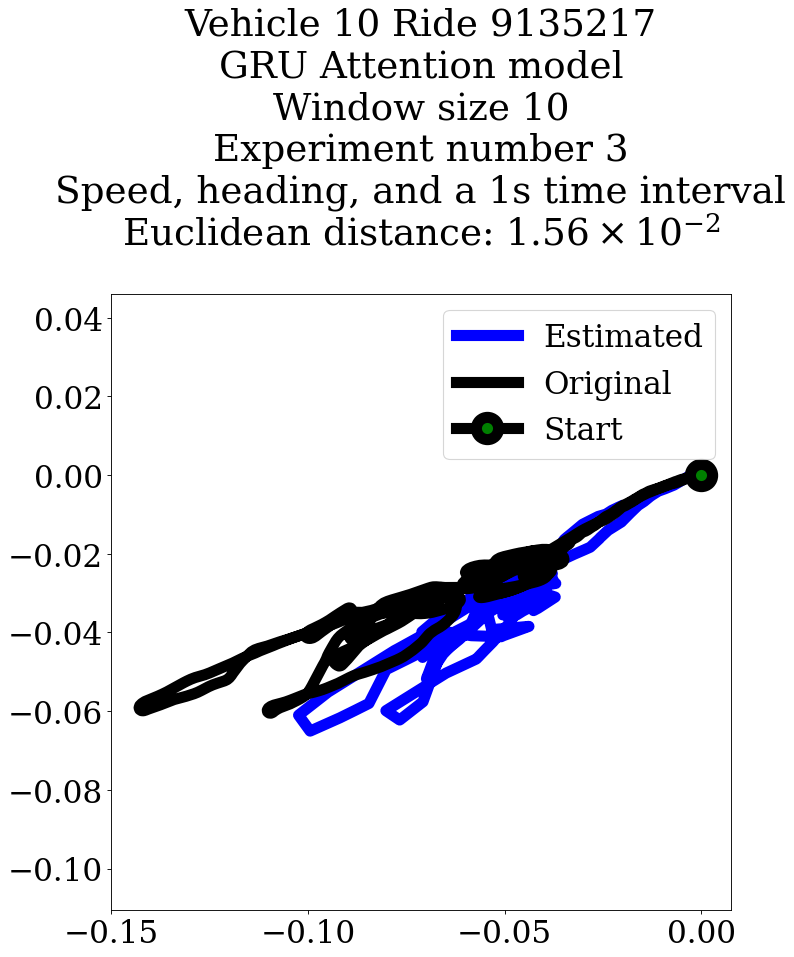 Vehicle 10 Ride 9135217
GRU Attention model
Window size 10
Experiment number 3
Speed, heading, and a 1s time interval
Euclidean distance: 1.56 × 10⁻²
Estimated
Original
Start
0.04
0.02
0.00
−0.02
−0.04
−0.06
−0.08
−0.10
−0.15
−0.10
−0.05
0.00